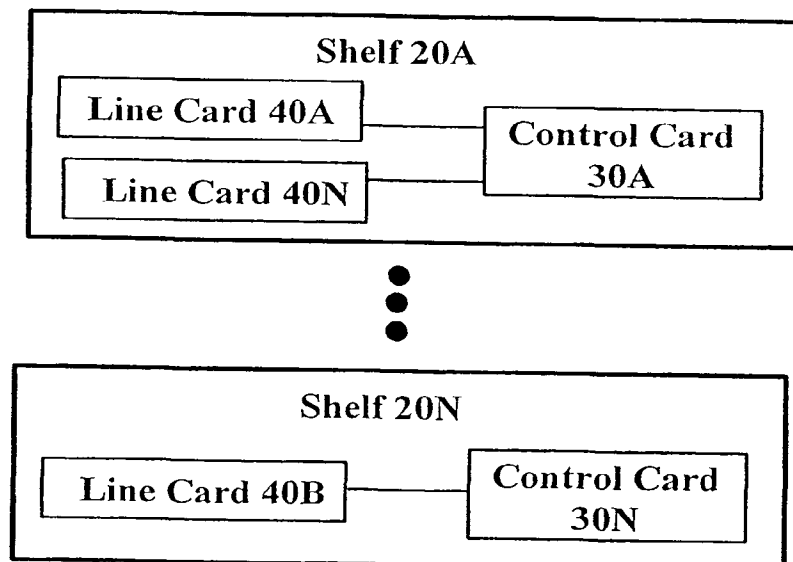 Shelf 20A
Line Card 40A
Control Card
30A
Line Card 40N
Shelf 20N
Line Card 40B
Control Card
30N